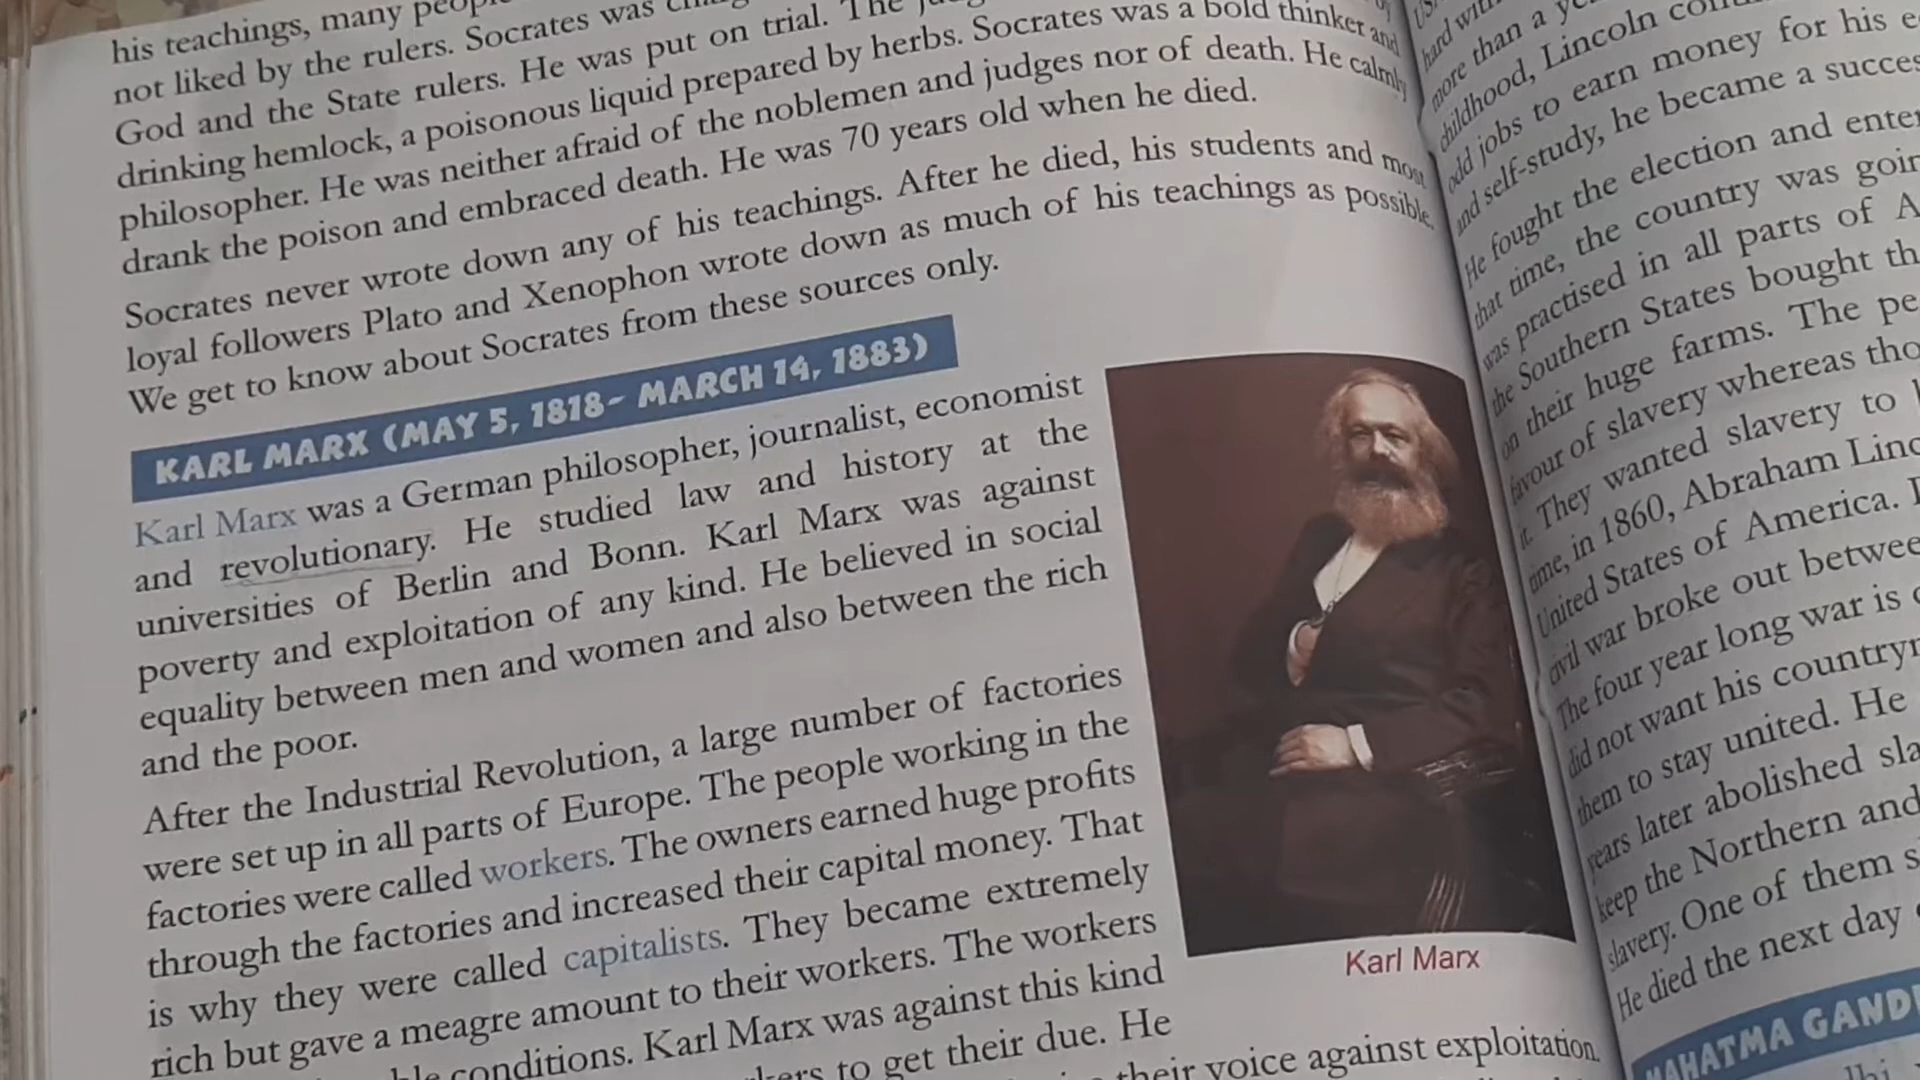 his teachings, many
not liked by the rulers. Socrates was
God and the State rulers. He was put on trial. The
drinking hemlock, a poisonous liquid prepared by herbs. Socrates was a bold thinker and
philosopher. He was neither afraid of the noblemen and judges nor of death. He calmly
drank the poison and embraced death. He was 70 years old when he died.
Socrates never wrote down any of his teachings. After he died, his students and most
loyal followers Plato and Xenophon wrote down as much of his teachings as possible.
We get to know about Socrates from these sources only.
KARL MARX (MAY 5, 1818- MARCH 14, 1883)
Karl Marx was a German philosopher, journalist, economist
and revolutionary. He studied law and history at the
universities of Berlin and Bonn. Karl Marx was against
poverty and exploitation of any kind. He believed in social
equality between men and women and also between the rich
and the poor.
After the Industrial Revolution, a large number of factories
were set up in all parts of Europe. The people working in the
factories were called workers. The owners earned huge profits
through the factories and increased their capital money. That
is why they were called capitalists. They became extremely
rich but gave a meagre amount to their workers. The workers
conditions. Karl Marx was against this kind
to get their due. He
their voice against exploitation.
Karl Marx
hard
more than a
childhood, Lincoln
odd jobs to earn money for his
and self-study, he became a
He fought the election and
that time, the country was
was practised in all parts of
the Southern States bought
on their huge farms. The
favour of slavery whereas
it. They wanted slavery to
time, in 1860, Abraham
United States of America.
civil war broke out
The four year long war is
did not want his
them to stay united. He
years later abolished
keep the Northern and
slavery. One of them
He died the next day
MAHATMA